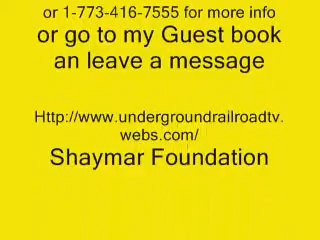 or 1-773-416-7555 for more info
or go to my Guest book
an leave a message
Http://www.undergroundrailroadtv.
webs.com/
Shaymar Foundation